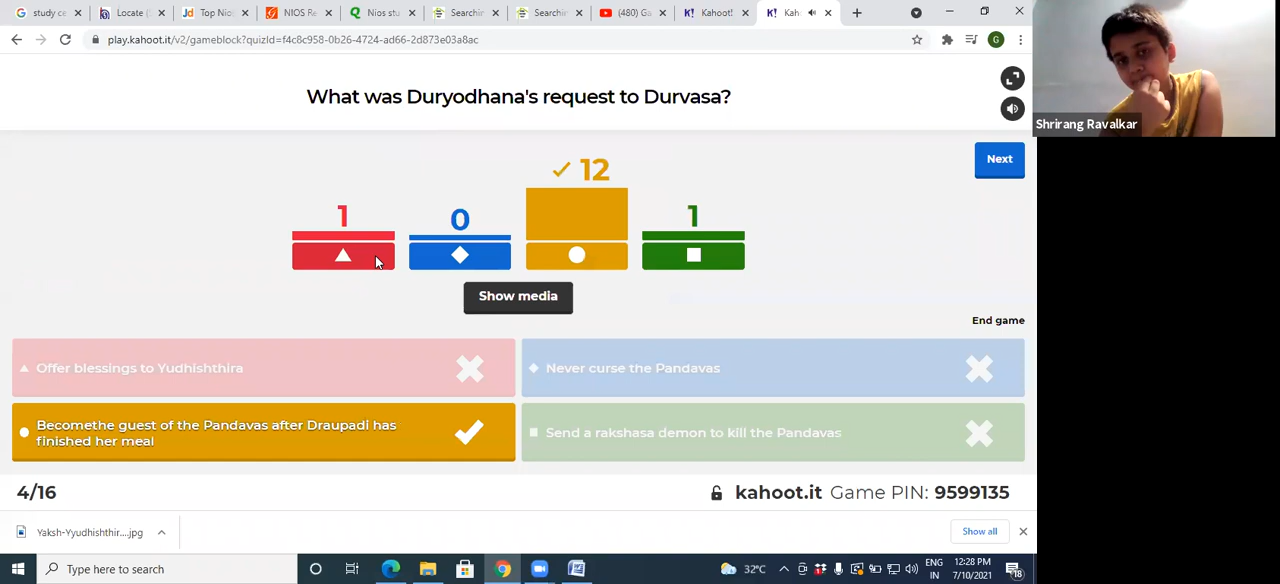 study ce
Locate (
Top Nio
NIOS Re
Nios stu
Searchin
Searchin
(480) Ga
K! Kahoot!
K! Kah
play.kahoot.it/v2/gameblock?quizId=f4c8c958-0b26-4724-ad66-2d873e03a8ac
G
What was Duryodhana's request to Durvasa?
Shrirang Ravalkar
Next
1
0
12
1
Show media
End game
Offer blessings to Yudhishthira
Never curse the Pandavas
Becomethe guest of the Pandavas after Draupadi has
finished her meal
Send a rakshasa demon to kill the Pandavas
4/16
kahoot.it Game PIN: 9599135
Yaksh-Yyudhishthir....jpg
Show all
Type here to search
32°C
ENG
IN
12:28 PM
7/10/2021
18